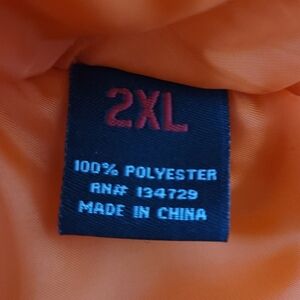 2XL
100% POLYESTER
RN# 134729
MADE IN CHINA